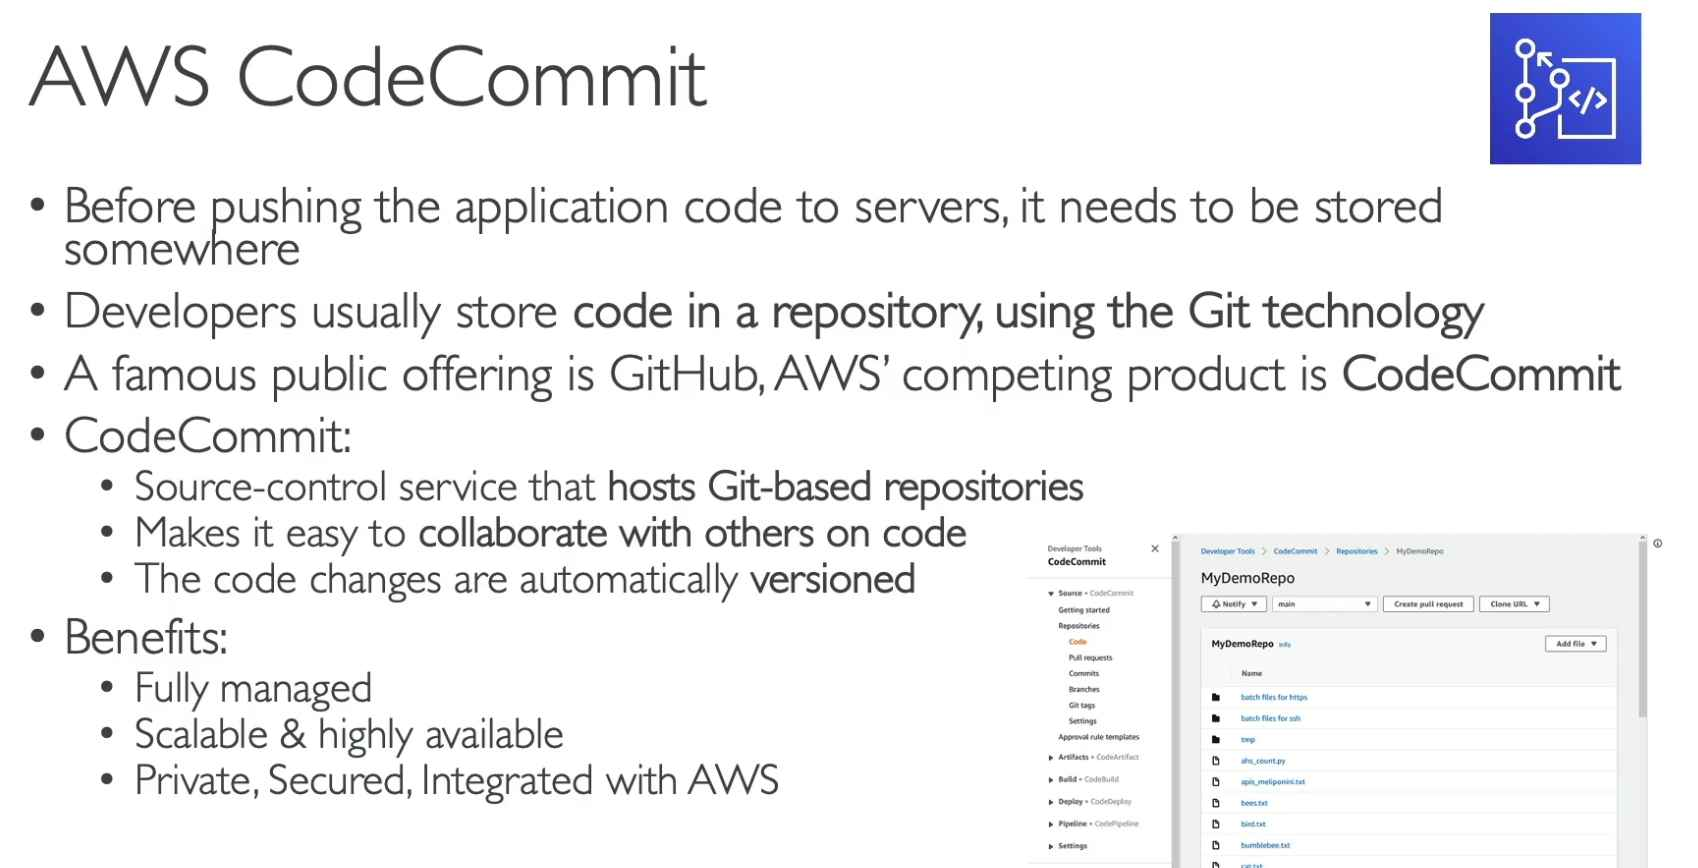 AWS CodeCommit
</>
• Before pushing the application code to servers, it needs to be stored
somewhere
• Developers usually store code in a repository, using the Git technology
• A famous public offering is GitHub, AWS’ competing product is CodeCommit
• CodeCommit:
• Source-control service that hosts Git-based repositories
• Makes it easy to collaborate with others on code
• The code changes are automatically versioned
• Benefits:
• Fully managed
• Scalable & highly available
• Private, Secured, Integrated with AWS
Developer Tools
CodeCommit
Source • CodeCommit
Getting started
Repositories
Code
Pull requests
Commits
Branches
Git tags
Settings
Approval rule templates
Artifacts • CodeArtifact
Build • CodeBuild
Deploy • CodeDeploy
Pipeline • CodePipeline
Settings
Developer Tools > CodeCommit > Repositories > MyDemoRepo
MyDemoRepo
Notify main Create pull request Clone URL
MyDemoRepo Info Add file
Name
batch files for https
batch files for ssh
tmp
ahs_count.py
apis_meliponini.txt
bees.txt
bird.txt
bumblebee.txt
cat.txt